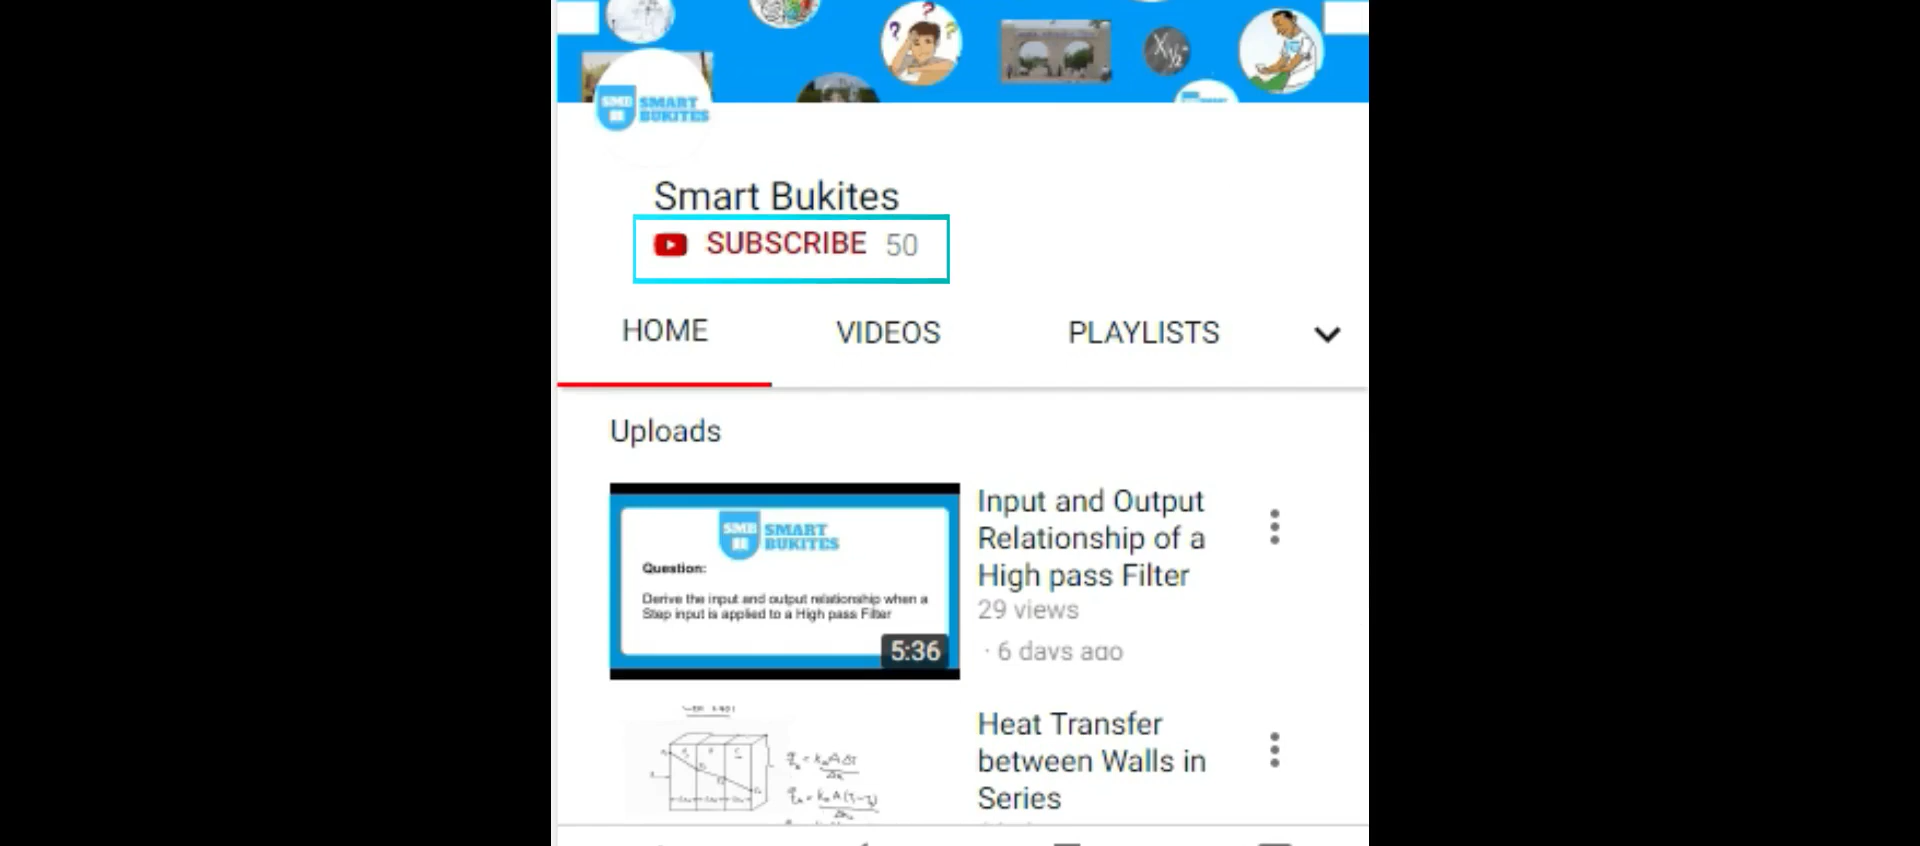 SMB SMART
BUKITES
Smart Bukites
SUBSCRIBE 50
HOME VIDEOS PLAYLISTS
Uploads
SMB SMART
BUKITES
Question:
Derive the input and output relationship when a
Step input is applied to a High pass Filter
5:36
Input and Output
Relationship of a
High pass Filter
29 views
· 6 days ago
Heat Transfer
between Walls in
Series